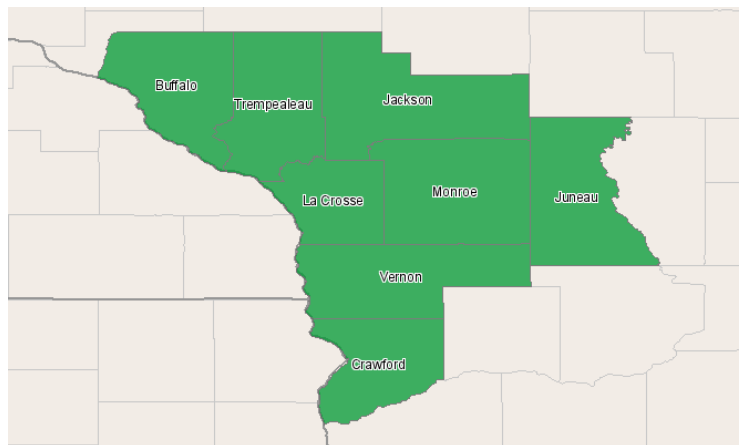 Buffalo
Trempealeau
Jackson
La Crosse
Monroe
Juneau
Vernon
Crawford